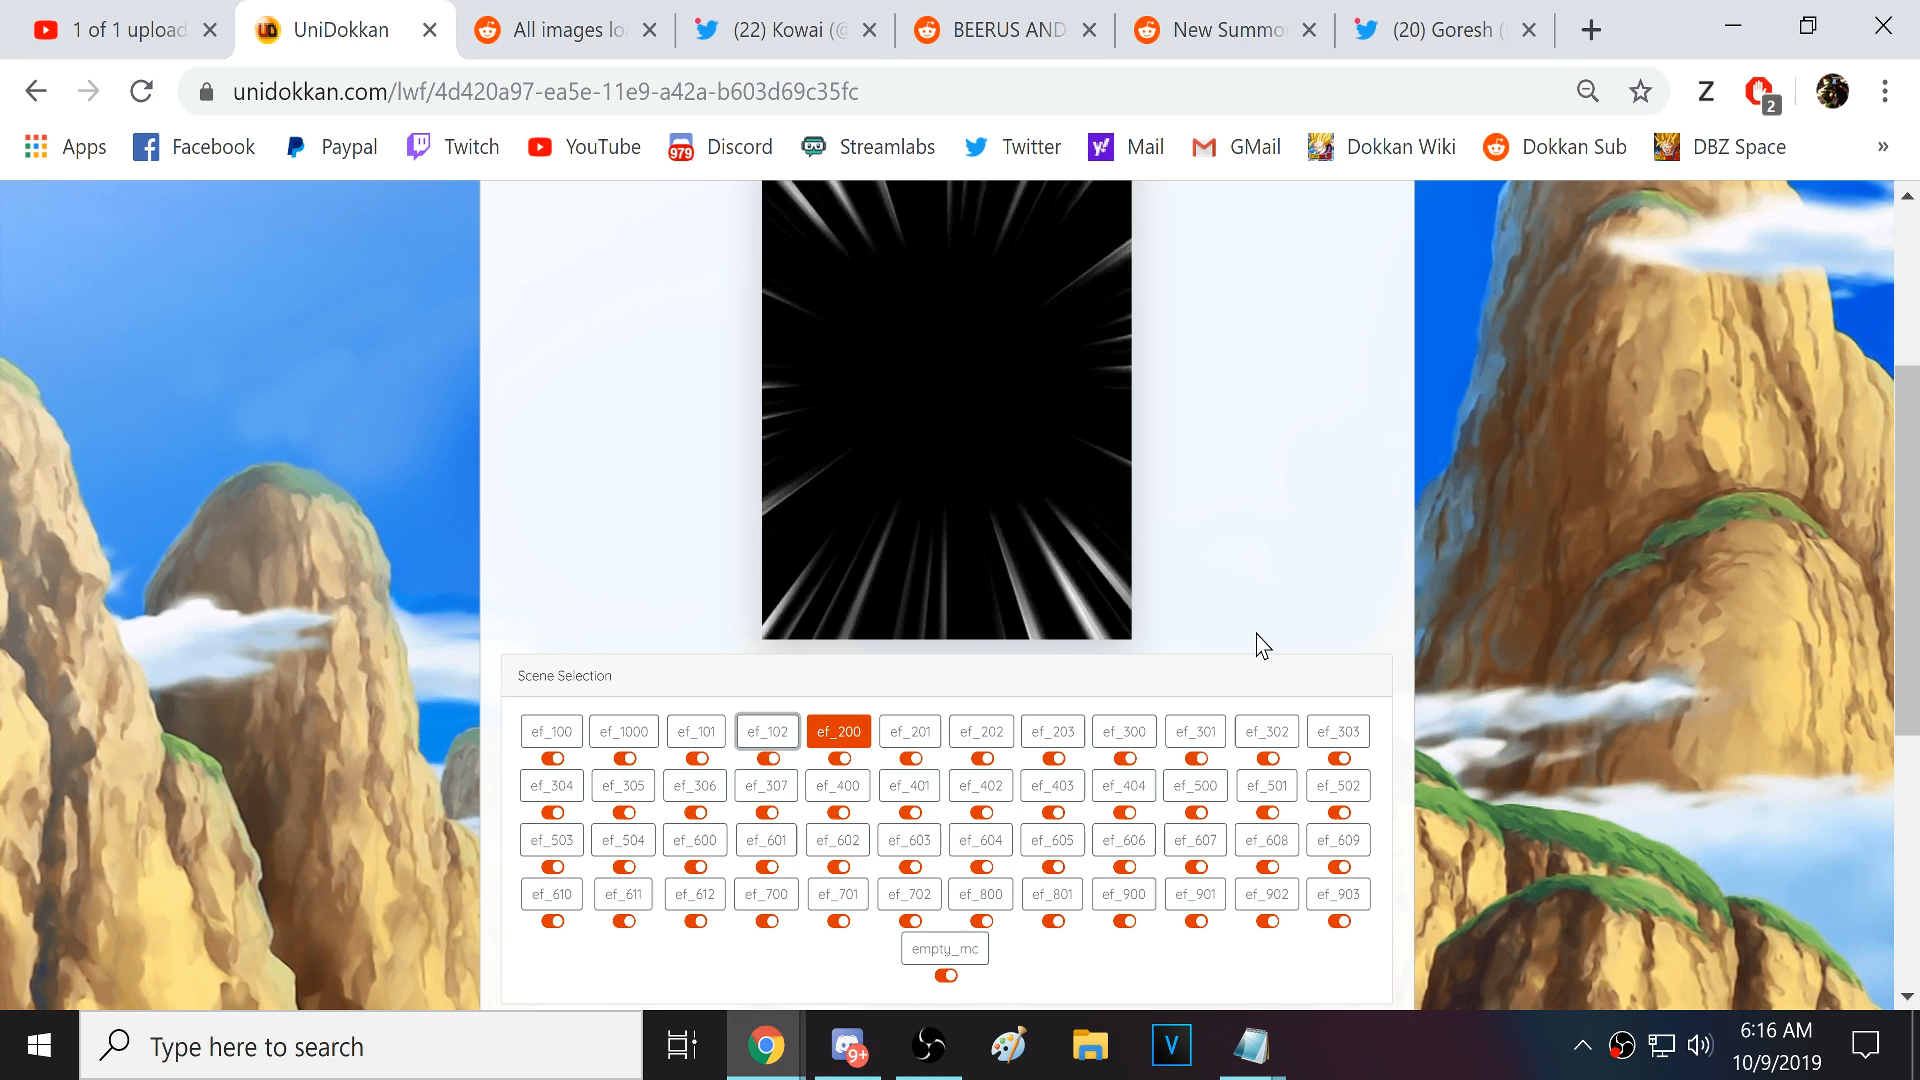 1 of 1 upload
UniDokkan
All images lo
(22) Kowai (@
BEERUS AND
New Summo
(20) Goresh (
unidokkan.com/lwf/4d420a97-ea5e-11e9-a42a-b603d69c35fc
Z
2
Apps
Facebook
Paypal
Twitch
YouTube
979
Discord
Streamlabs
Twitter
y!
Mail
GMail
Dokkan Wiki
Dokkan Sub
DBZ Space
»
Scene Selection
ef_100 ef_1000 ef_101 ef_102 ef_200 ef_201 ef_202 ef_203 ef_300 ef_301 ef_302 ef_303
ef_304 ef_305 ef_306 ef_307 ef_400 ef_401 ef_402 ef_403 ef_404 ef_500 ef_501 ef_502
ef_503 ef_504 ef_600 ef_601 ef_602 ef_603 ef_604 ef_605 ef_606 ef_607 ef_608 ef_609
ef_610 ef_611 ef_612 ef_700 ef_701 ef_702 ef_800 ef_801 ef_900 ef_901 ef_902 ef_903
empty_mc
Type here to search
9+
V
6:16 AM
10/9/2019